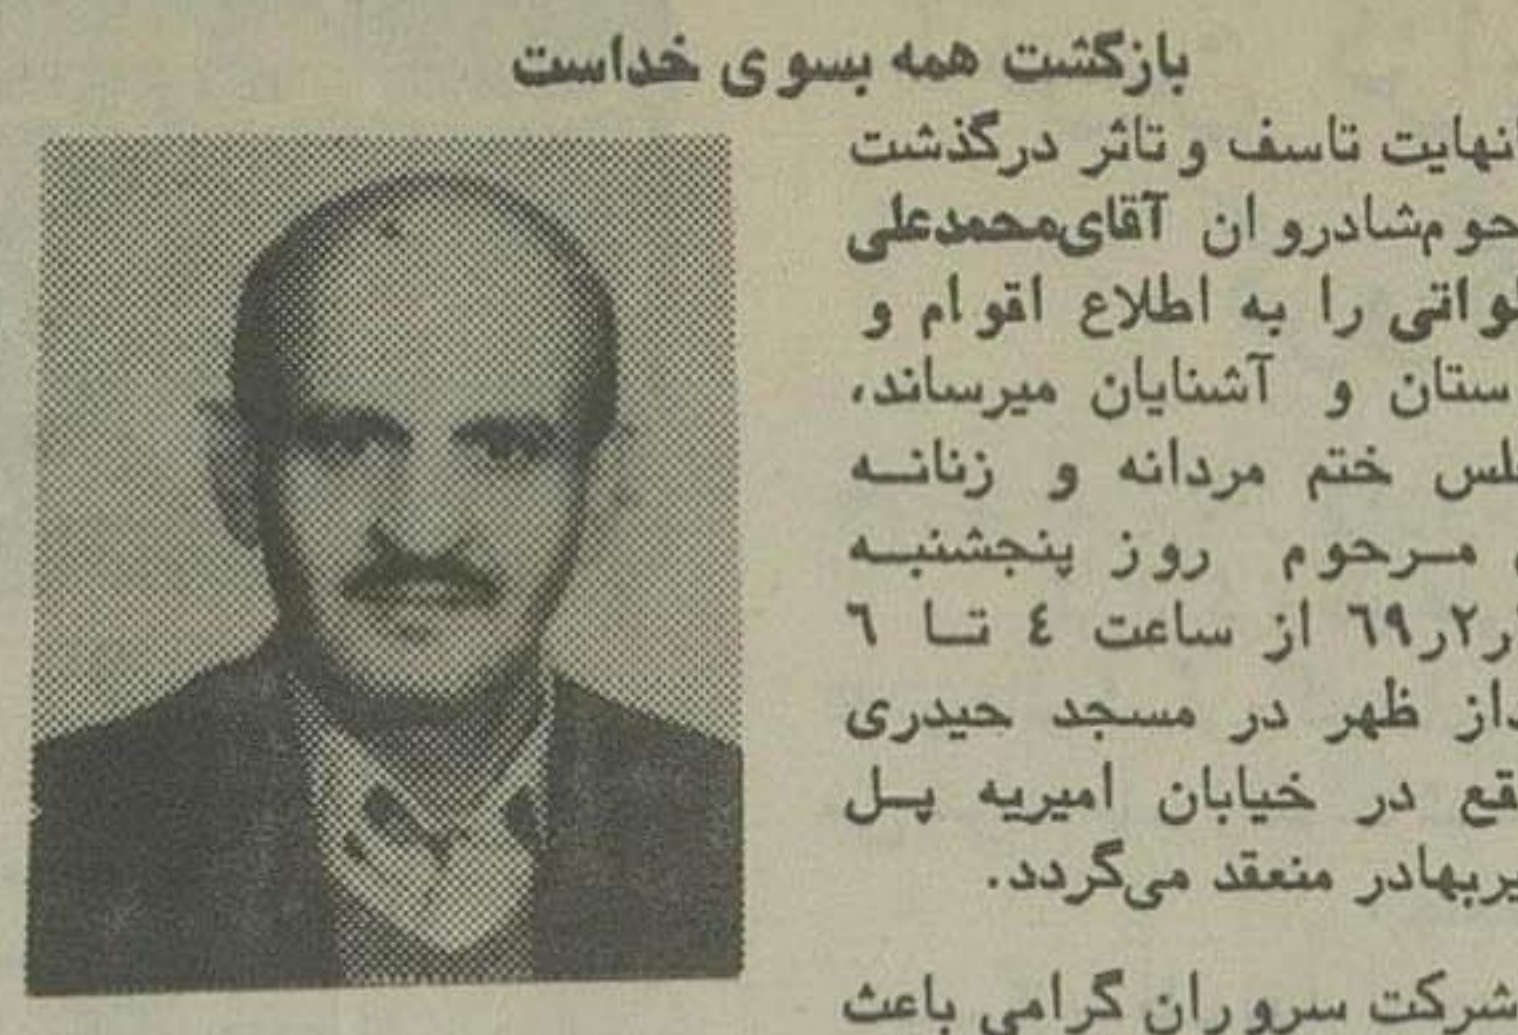 بازگشت همه بسوی خداست
انهایت تاسف و تاثر درگذشت
حوم شادروان آقای محمدعلی
واتی را به اطلاع اقوام و
ستان و آشنایان میرساند،
لس ختم مردانه و زنانه
مرحوم روز پنجشنبه
ر۲ر۶۹ از ساعت ٤ تا ٦
داز ظهر در مسجد حیدری
قع در خیابان امیریه پل
یربهادر منعقد می‌گردد.
شرکت سروران گرامی باعث